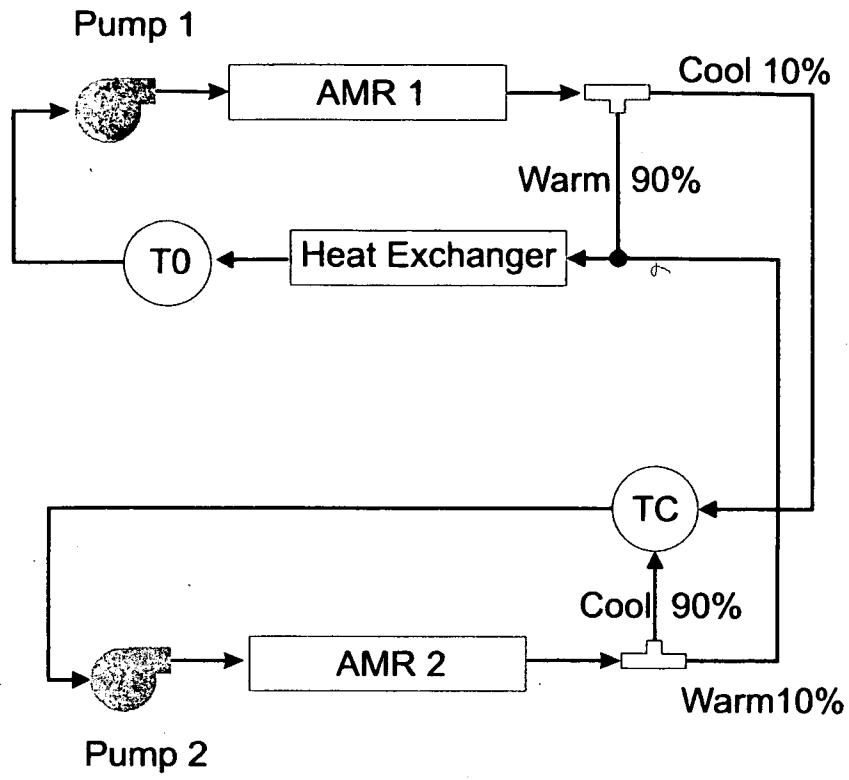 Pump 1
AMR 1
Cool 10%
Warm 90%
T0
Heat Exchanger
TC
Cool 90%
AMR 2
Warm10%
Pump 2